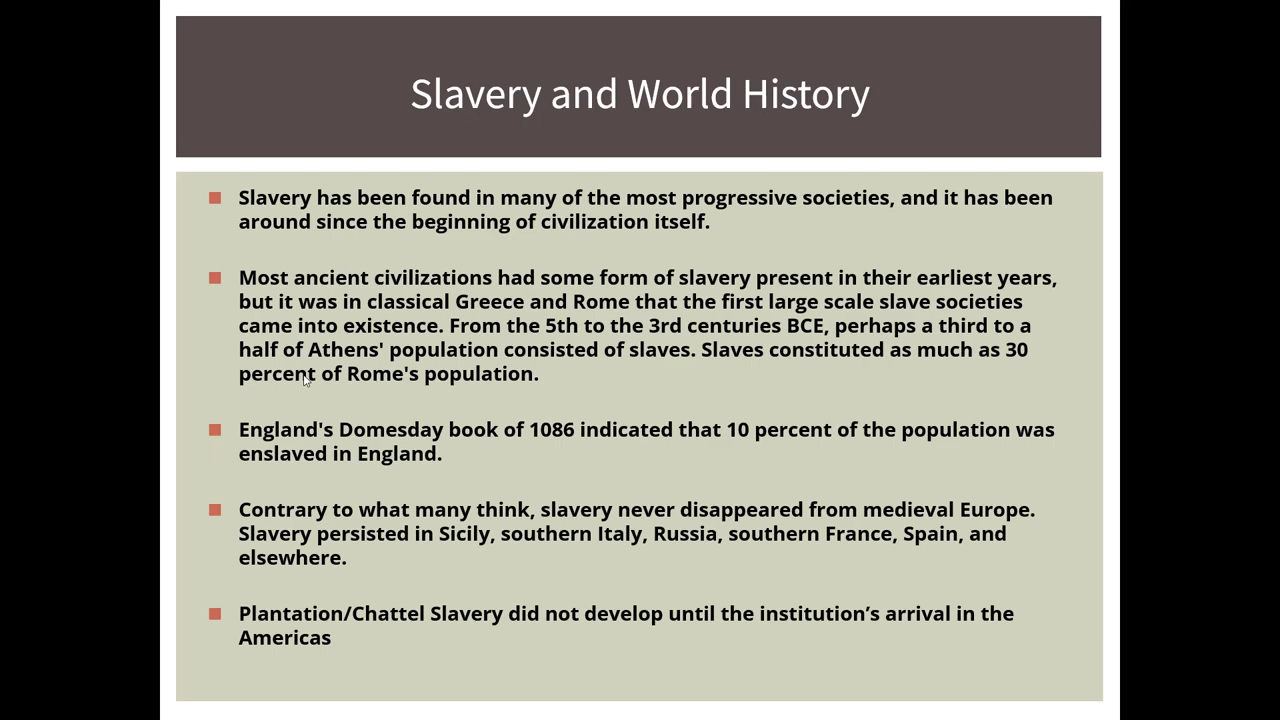 Slavery and World History
Slavery has been found in many of the most progressive societies, and it has been
around since the beginning of civilization itself.
Most ancient civilizations had some form of slavery present in their earliest years,
but it was in classical Greece and Rome that the first large scale slave societies
came into existence. From the 5th to the 3rd centuries BCE, perhaps a third to a
half of Athens' population consisted of slaves. Slaves constituted as much as 30
percent of Rome's population.
England's Domesday book of 1086 indicated that 10 percent of the population was
enslaved in England.
Contrary to what many think, slavery never disappeared from medieval Europe.
Slavery persisted in Sicily, southern Italy, Russia, southern France, Spain, and
elsewhere.
Plantation/Chattel Slavery did not develop until the institution’s arrival in the
Americas